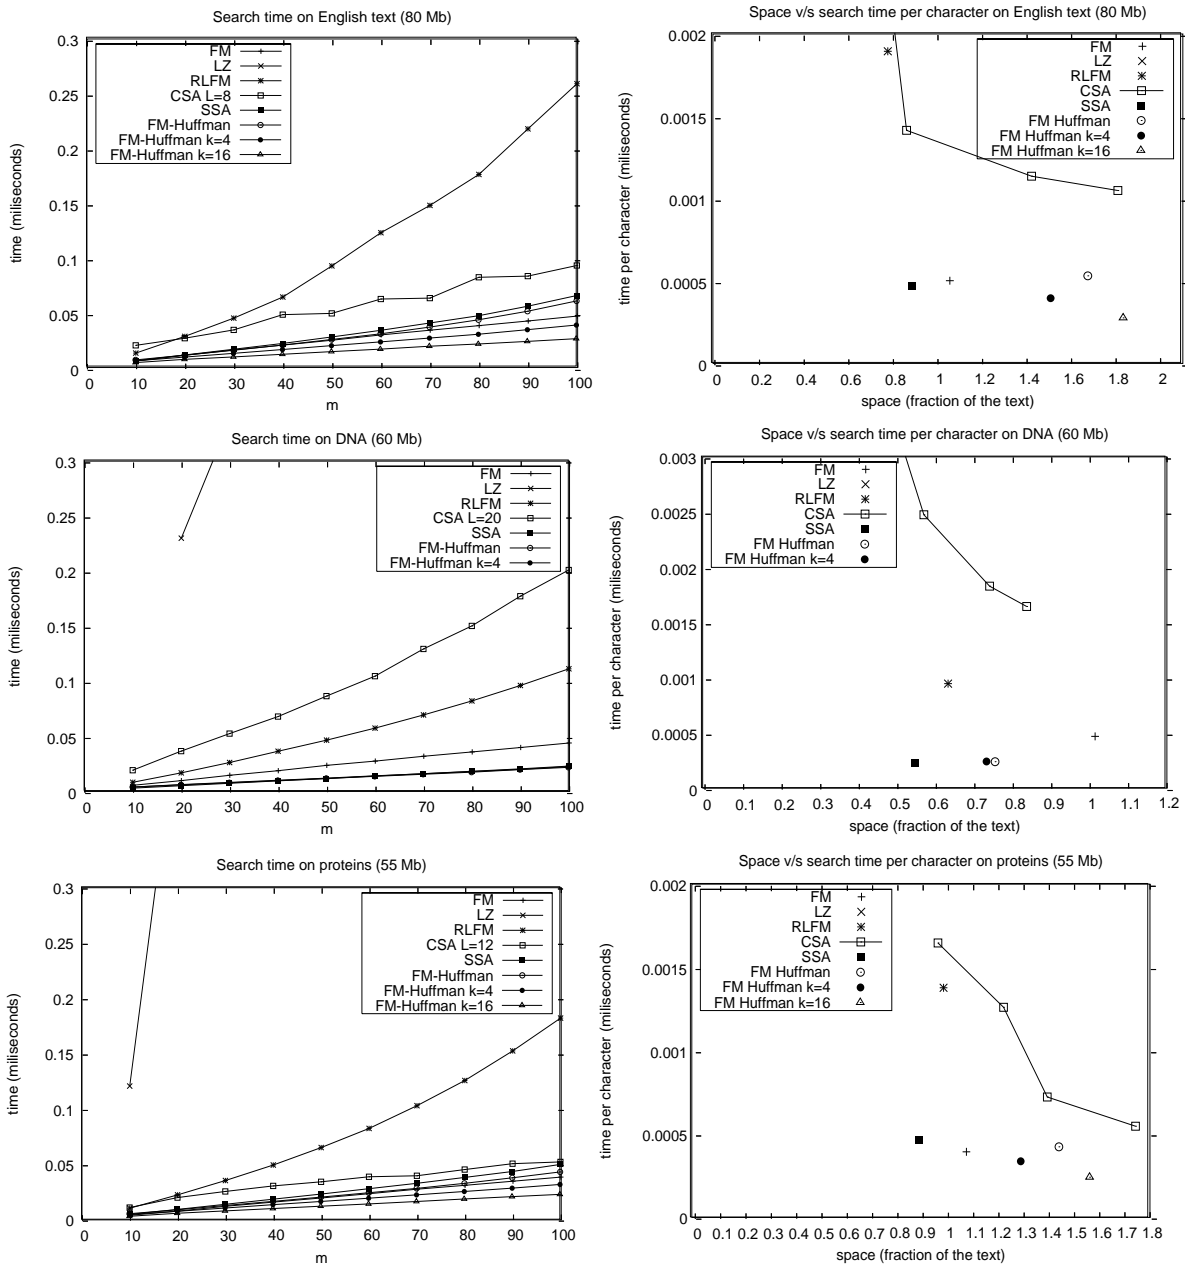 Search time on English text (80 Mb)
0.3
0.25
0.2
0.15
0.1
0.05
0
time (miliseconds)
FM
LZ
RLFM
CSA L=8
SSA
FM-Huffman
FM-Huffman k=4
FM-Huffman k=16
0 10 20 30 40 50 60 70 80 90 100
m
Space v/s search time per character on English text (80 Mb)
0.002
0.0015
0.001
0.0005
0
time per character (miliseconds)
FM
LZ
RLFM
CSA
SSA
FM Huffman
FM Huffman k=4
FM Huffman k=16
0 0.2 0.4 0.6 0.8 1 1.2 1.4 1.6 1.8 2
space (fraction of the text)
Search time on DNA (60 Mb)
0.3
0.25
0.2
0.15
0.1
0.05
0
time (miliseconds)
FM
LZ
RLFM
CSA L=20
SSA
FM-Huffman
FM-Huffman k=4
0 10 20 30 40 50 60 70 80 90 100
m
Space v/s search time per character on DNA (60 Mb)
0.003
0.0025
0.002
0.0015
0.001
0.0005
0
time per character (miliseconds)
FM
LZ
RLFM
CSA
SSA
FM Huffman
FM Huffman k=4
0 0.1 0.2 0.3 0.4 0.5 0.6 0.7 0.8 0.9 1 1.1 1.2
space (fraction of the text)
Search time on proteins (55 Mb)
0.3
0.25
0.2
0.15
0.1
0.05
0
time (miliseconds)
FM
LZ
RLFM
CSA L=12
SSA
FM-Huffman
FM-Huffman k=4
FM-Huffman k=16
0 10 20 30 40 50 60 70 80 90 100
m
Space v/s search time per character on proteins (55 Mb)
0.002
0.0015
0.001
0.0005
0
time per character (miliseconds)
FM
LZ
RLFM
CSA
SSA
FM Huffman
FM Huffman k=4
FM Huffman k=16
0 0.1 0.2 0.3 0.4 0.5 0.6 0.7 0.8 0.9 1 1.1 1.2 1.3 1.4 1.5 1.6 1.7 1.8
space (fraction of the text)